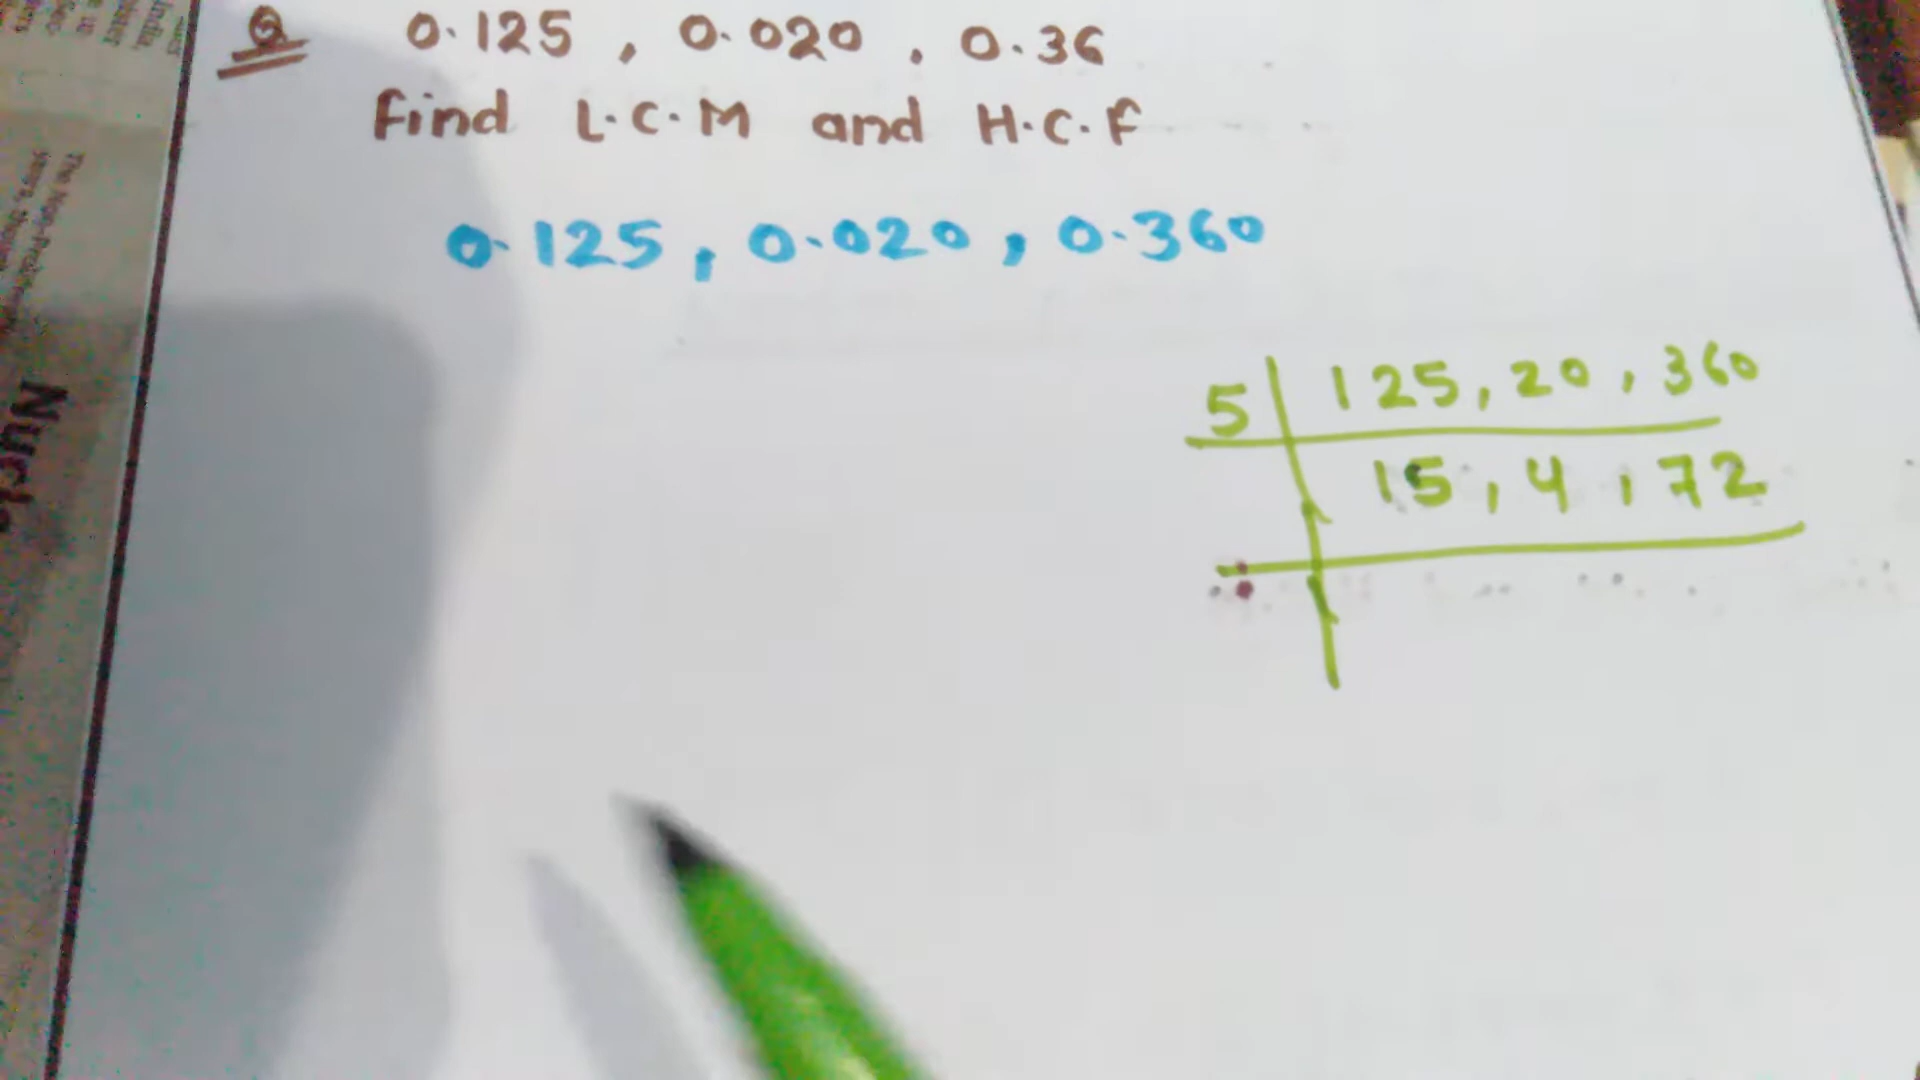 Q 0.125 , 0.020 , 0.36
Find L.C.M and H.C.F
0.125 , 0.020 , 0.360
5 | 125 , 20 , 360
15 , 4 , 72